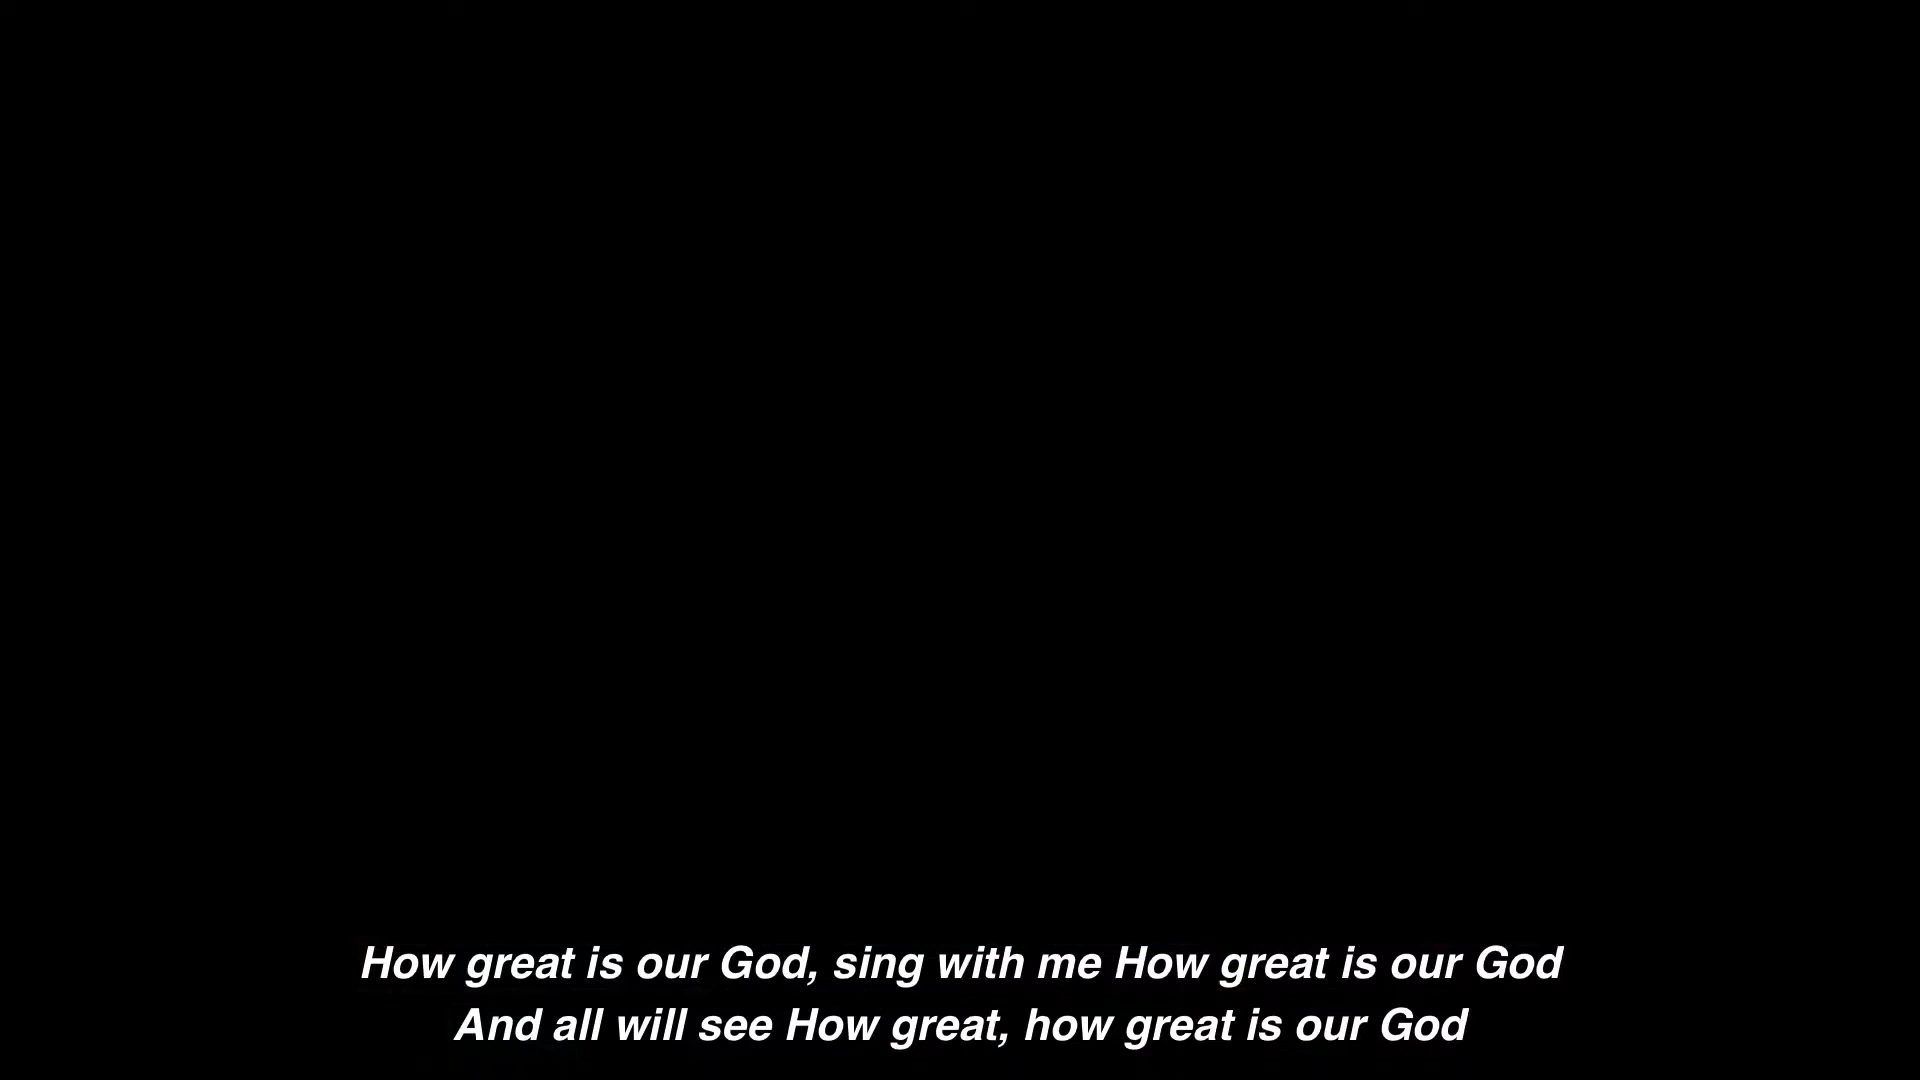 How great is our God, sing with me How great is our God
And all will see How great, how great is our God